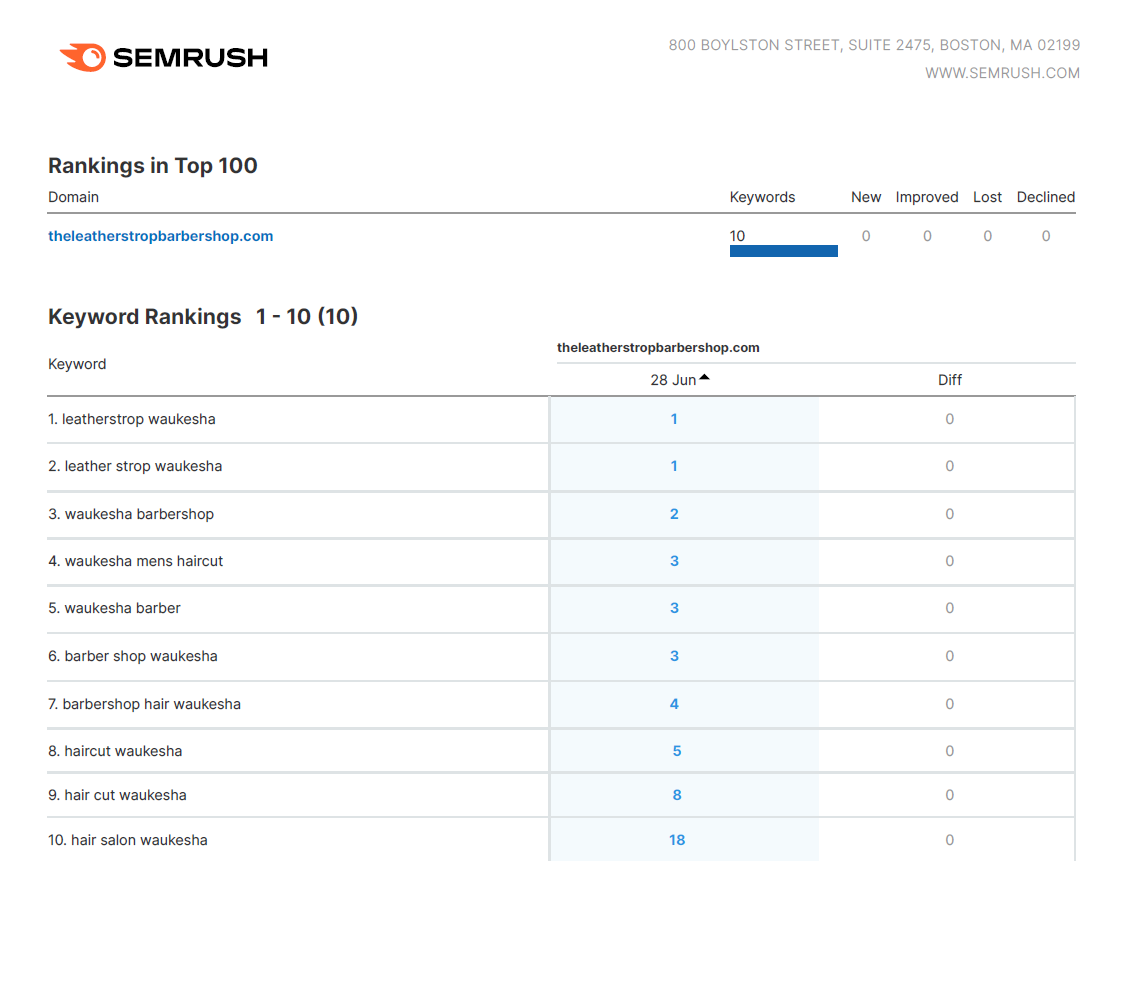 SEMRUSH
800 BOYLSTON STREET, SUITE 2475, BOSTON, MA 02199
WWW.SEMRUSH.COM
Rankings in Top 100
Domain Keywords New Improved Lost Declined
theleatherstropbarbershop.com 10 0 0 0 0
Keyword Rankings 1 - 10 (10)
theleatherstropbarbershop.com
Keyword
28 Jun Diff
1. leatherstrop waukesha 1 0
2. leather strop waukesha 1 0
3. waukesha barbershop 2 0
4. waukesha mens haircut 3 0
5. waukesha barber 3 0
6. barber shop waukesha 3 0
7. barbershop hair waukesha 4 0
8. haircut waukesha 5 0
9. hair cut waukesha 8 0
10. hair salon waukesha 18 0